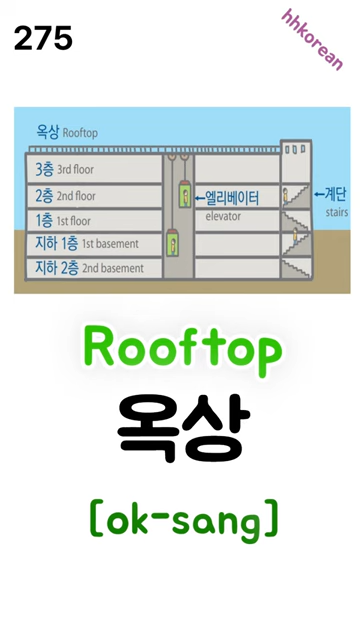 275
hhkorean
옥상 Rooftop
3층 3rd floor
2층 2nd floor
←엘리베이터
elevator
←계단
stairs
1층 1st floor
지하 1층 1st basement
지하 2층 2nd basement
Rooftop
옥상
[ok-sang]